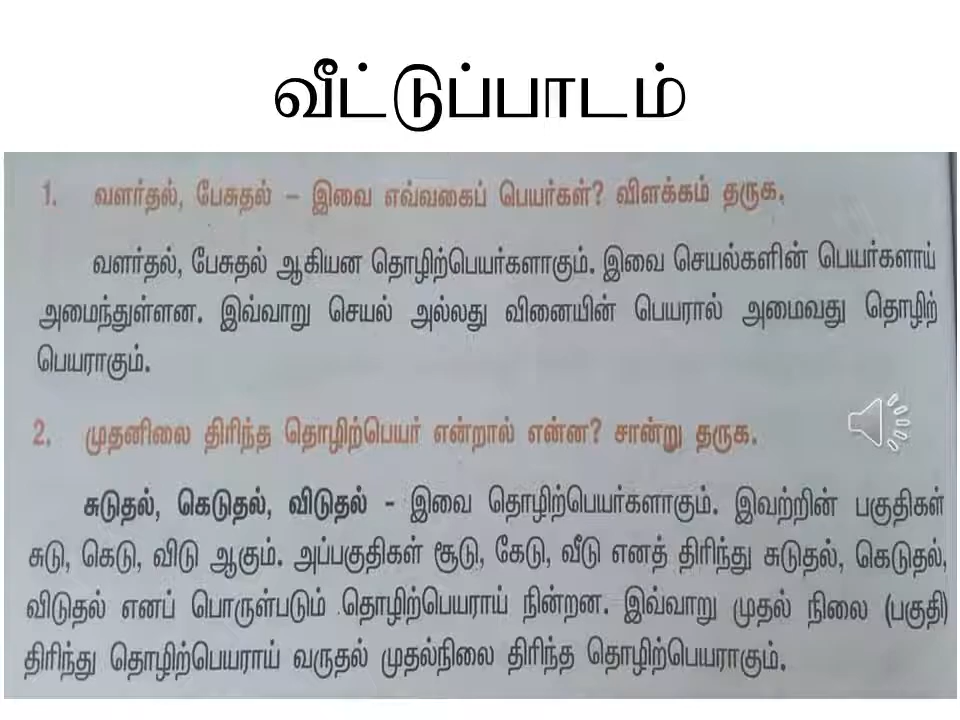 வீட்டுப்பாடம்
1. வளர்தல், பேசுதல் – இவை எவ்வகைப் பெயர்கள்? விளக்கம் தருக.
வளர்தல், பேசுதல் ஆகியன தொழிற்பெயர்களாகும். இவை செயல்களின் பெயர்களாய்
அமைந்துள்ளன. இவ்வாறு செயல் அல்லது வினையின் பெயரால் அமைவது தொழிற்
பெயராகும்.
2. முதனிலை திரிந்த தொழிற்பெயர் என்றால் என்ன? சான்று தருக.
சுடுதல், கெடுதல், விடுதல் – இவை தொழிற்பெயர்களாகும். இவற்றின் பகுதிகள்
சுடு, கெடு, விடு ஆகும். அப்பகுதிகள் சூடு, கேடு, வீடு எனத் திரிந்து சுடுதல், கெடுதல்,
விடுதல் எனப் பொருள்படும் தொழிற்பெயராய் நின்றன. இவ்வாறு முதல் நிலை (பகுதி)
திரிந்து தொழிற்பெயராய் வருதல் முதல்நிலை திரிந்த தொழிற்பெயராகும்.